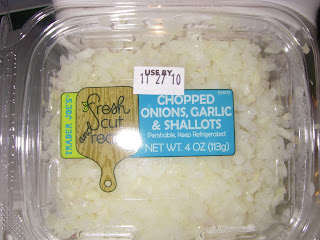 USE BY
11 27 10
TRADER JOE'S
Fresh
cut
and
CHOPPED
ONIONS, GARLIC
& SHALLOTS
Perishable, Keep Refrigerated
NET WT. 4 OZ (113g)